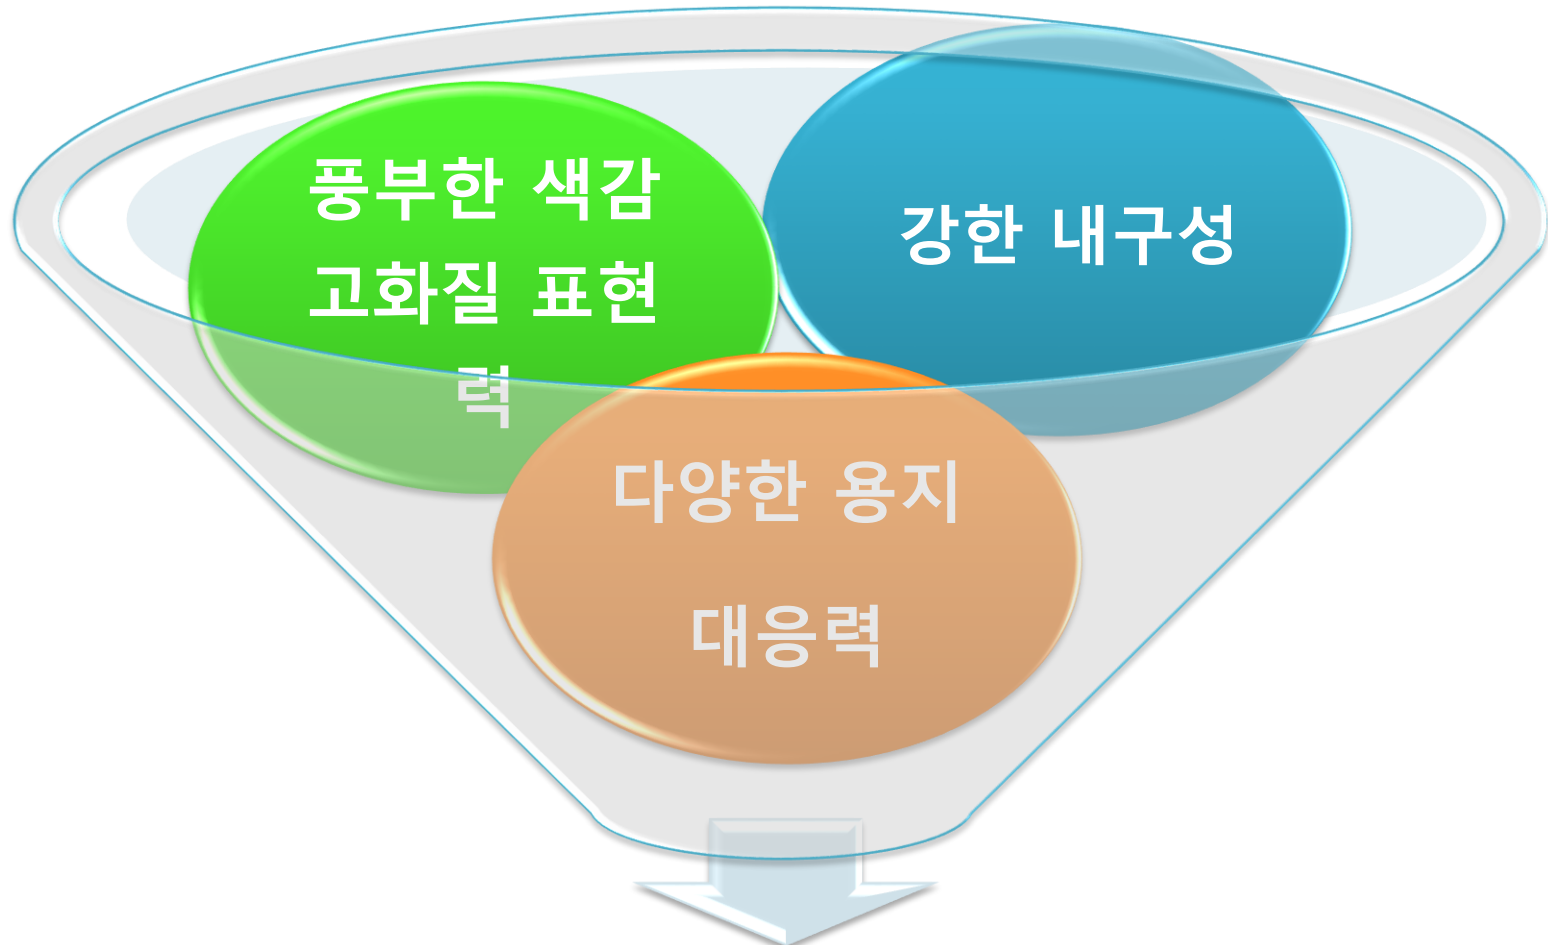 풍부한 색감
고화질 표현
력
강한 내구성
다양한 용지
대응력